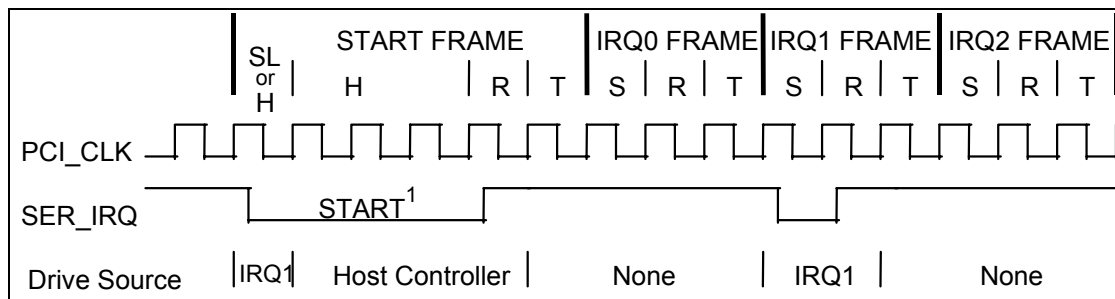 START FRAME IRQ0 FRAME IRQ1 FRAME IRQ2 FRAME
SL
or
H
H R T S R T S R T S R T
PCI_CLK
SER_IRQ START1
Drive Source IRQ1 Host Controller None IRQ1 None